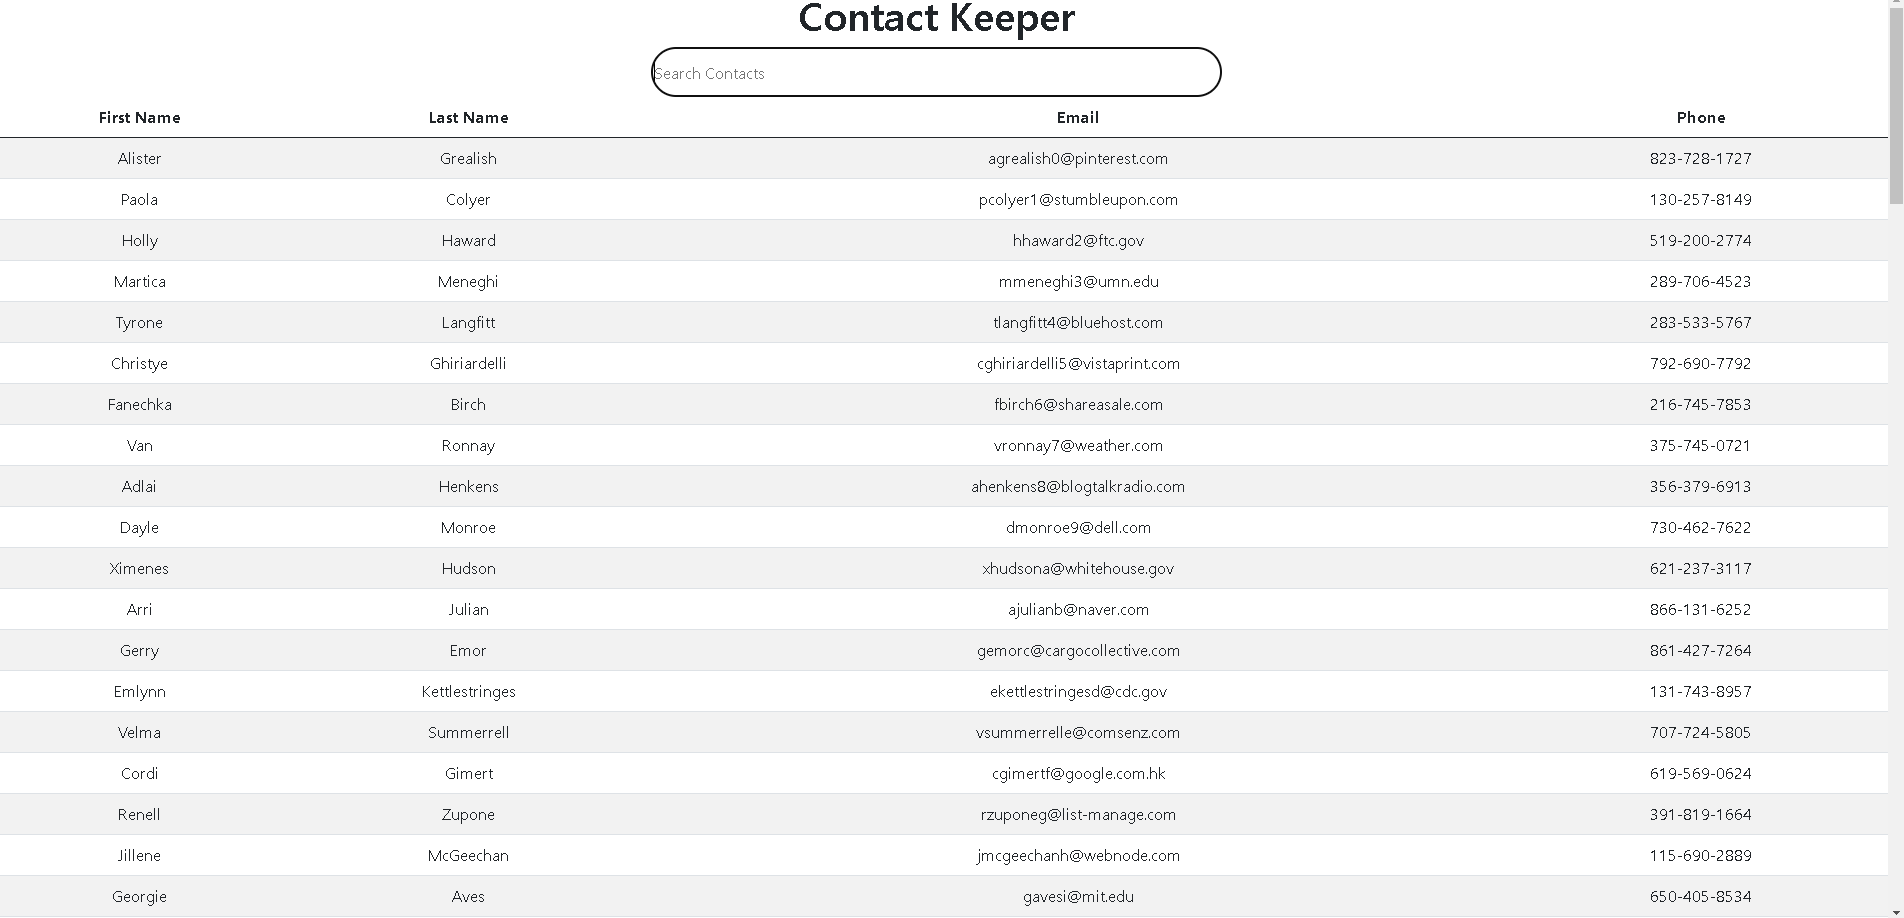 Contact Keeper
Search Contacts
First Name Last Name Email Phone
Alister Grealish agrealish0@pinterest.com 823-728-1727
Paola Colyer pcolyer1@stumbleupon.com 130-257-8149
Holly Haward hhaward2@ftc.gov 519-200-2774
Martica Meneghi mmeneghi3@umn.edu 289-706-4523
Tyrone Langfitt tlangfitt4@bluehost.com 283-533-5767
Christye Ghiriardelli cghiriardelli5@vistaprint.com 792-690-7792
Fanechka Birch fbirch6@shareasale.com 216-745-7853
Van Ronnay vronnay7@weather.com 375-745-0721
Adlai Henkens ahenkens8@blogtalkradio.com 356-379-6913
Dayle Monroe dmonroe9@dell.com 730-462-7622
Ximenes Hudson xhudsona@whitehouse.gov 621-237-3117
Arri Julian ajulianb@naver.com 866-131-6252
Gerry Emor gemorc@cargocollective.com 861-427-7264
Emlynn Kettlestringes ekettlestringesd@cdc.gov 131-743-8957
Velma Summerrell vsummerrelle@comsenz.com 707-724-5805
Cordi Gimert cgimertf@google.com.hk 619-569-0624
Renell Zupone rzuponeg@list-manage.com 391-819-1664
Jillene McGeechan jmcgeechanh@webnode.com 115-690-2889
Georgie Aves gavesi@mit.edu 650-405-8534